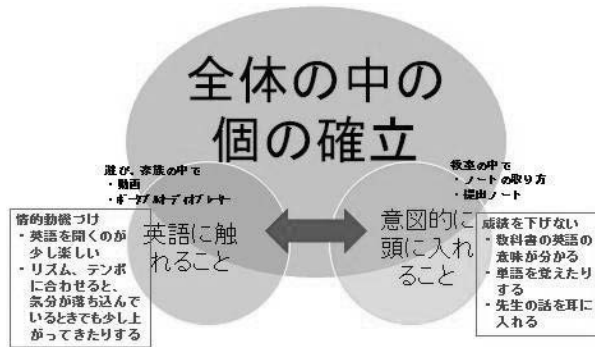 全体の中の
個の確立
遊び、家族の中で
・動画
・ポータブルオーディオプレーヤー
教室の中で
・ノートの取り方
・提出ノート
情的動機づけ
・英語を聞くのが
少し楽しい
・リズム、テンポ
に合わせると、
気分が落ち込んで
いるときでも少し上
がってきたりする
英語に触
れること
意図的に
頭に入れ
ること
成績を下げない
・教科書の英語の
意味が分かる
・単語を覚えたり
する
・先生の話を耳に
入れる